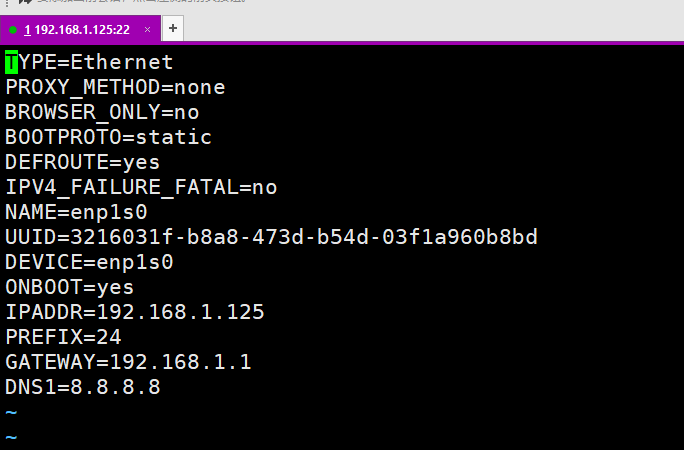 1 192.168.1.125:22 × +
TYPE=Ethernet
PROXY_METHOD=none
BROWSER_ONLY=no
BOOTPROTO=static
DEFROUTE=yes
IPV4_FAILURE_FATAL=no
NAME=enp1s0
UUID=3216031f-b8a8-473d-b54d-03f1a960b8bd
DEVICE=enp1s0
ONBOOT=yes
IPADDR=192.168.1.125
PREFIX=24
GATEWAY=192.168.1.1
DNS1=8.8.8.8
~
~